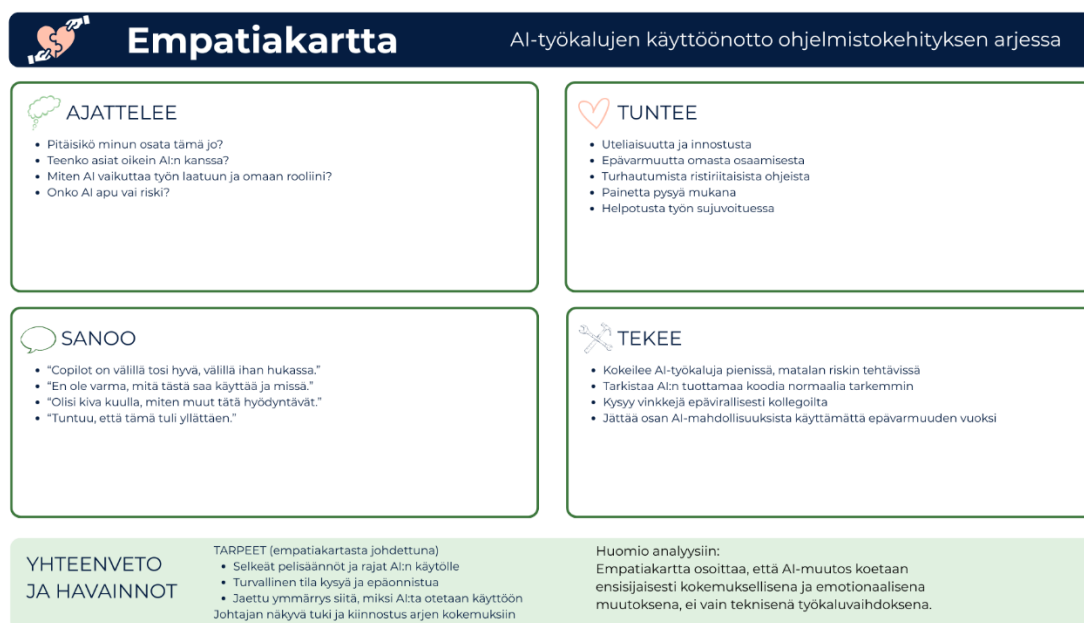 Empatiakartta
AI-työkalujen käyttöönotto ohjelmistokehityksen arjessa
AJATTELEE
• Pitäisikö minun osata tämä jo?
• Teenko asiat oikein AI:n kanssa?
• Miten AI vaikuttaa työn laatuun ja omaan rooliini?
• Onko AI apu vai riski?
TUNTEE
• Uteliaisuutta ja innostusta
• Epävarmuutta omasta osaamisesta
• Turhautumista ristiriitaisista ohjeista
• Painetta pysyä mukana
• Helpotusta työn sujuvoituessa
SANOO
• “Copilot on välillä tosi hyvä, välillä ihan hukassa.”
• “En ole varma, mitä tästä saa käyttää ja missä.”
• “Olisi kiva kuulla, miten muut tätä hyödyntävät.”
• “Tuntuu, että tämä tuli yllättäen.”
TEKEE
• Kokeilee AI-työkaluja pienissä, matalan riskin tehtävissä
• Tarkistaa AI:n tuottamaa koodia normaalia tarkemmin
• Kysyy vinkkejä epävirallisesti kollegoilta
• Jättää osan AI-mahdollisuuksista käyttämättä epävarmuuden vuoksi
YHTEENVETO
JA HAVAINNOT
TARPEET (empatiakartasta johdettuna)
• Selkeät pelisäännöt ja rajat AI:n käytölle
• Turvallinen tila kysyä ja epäonnistua
• Jaettu ymmärrys siitä, miksi AI:ta otetaan käyttöön
Johtajan näkyvä tuki ja kiinnostus arjen kokemuksiin
Huomio analyysiin:
Empatiakartta osoittaa, että AI-muutos koetaan
ensisijaisesti kokemuksellisena ja emotionaalisena
muutoksena, ei vain teknisenä työkaluvaihdoksena.